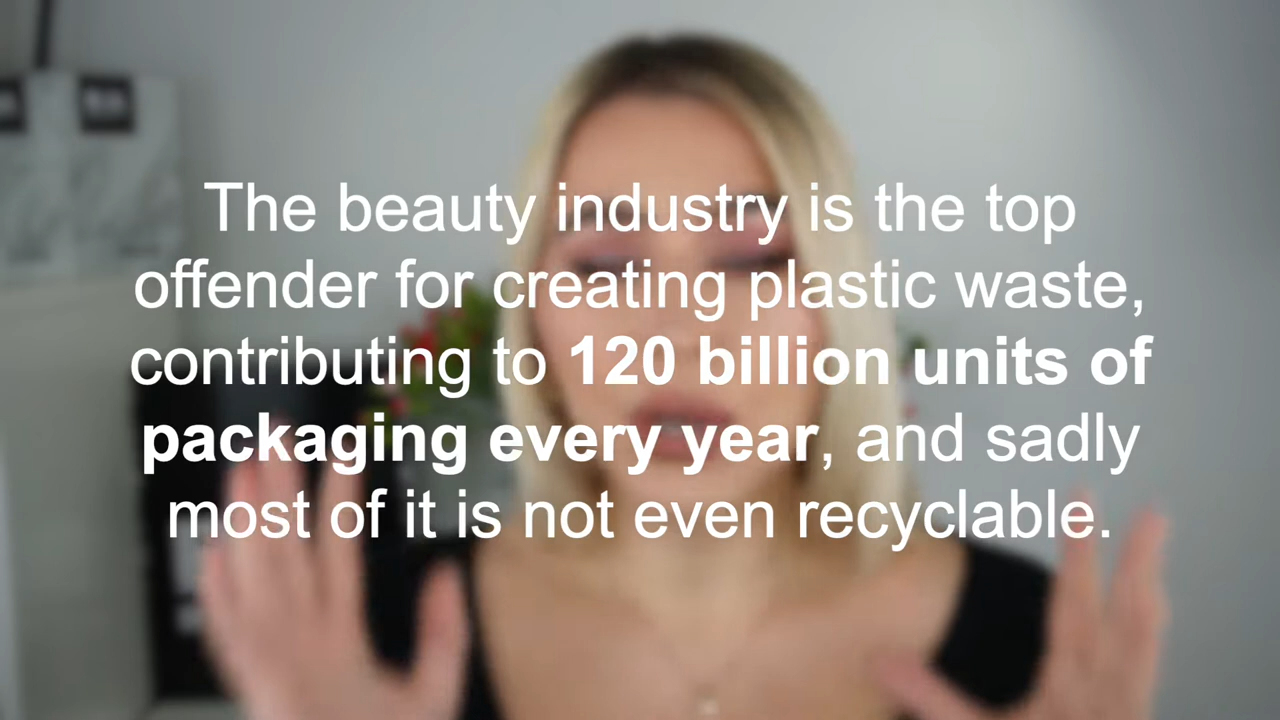 The beauty industry is the top
offender for creating plastic waste,
contributing to 120 billion units of
packaging every year, and sadly
most of it is not even recyclable.